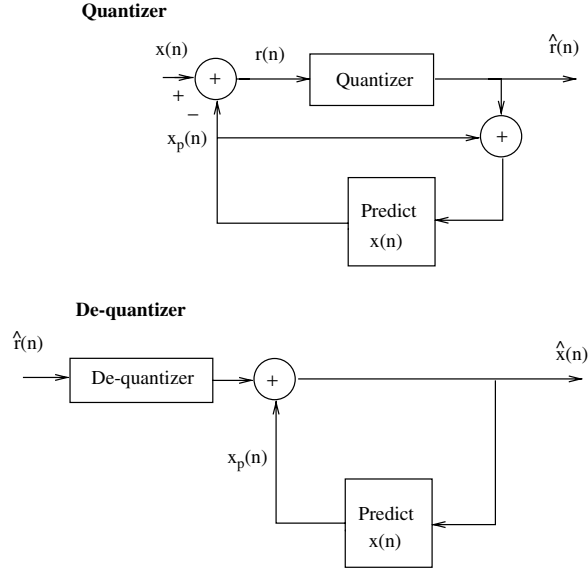 Quantizer
x(n)
r(n)
r̂(n)
+
Quantizer
+
−
x_p(n)
+
Predict
x(n)
De-quantizer
r̂(n)
x̂(n)
De-quantizer
+
x_p(n)
Predict
x(n)